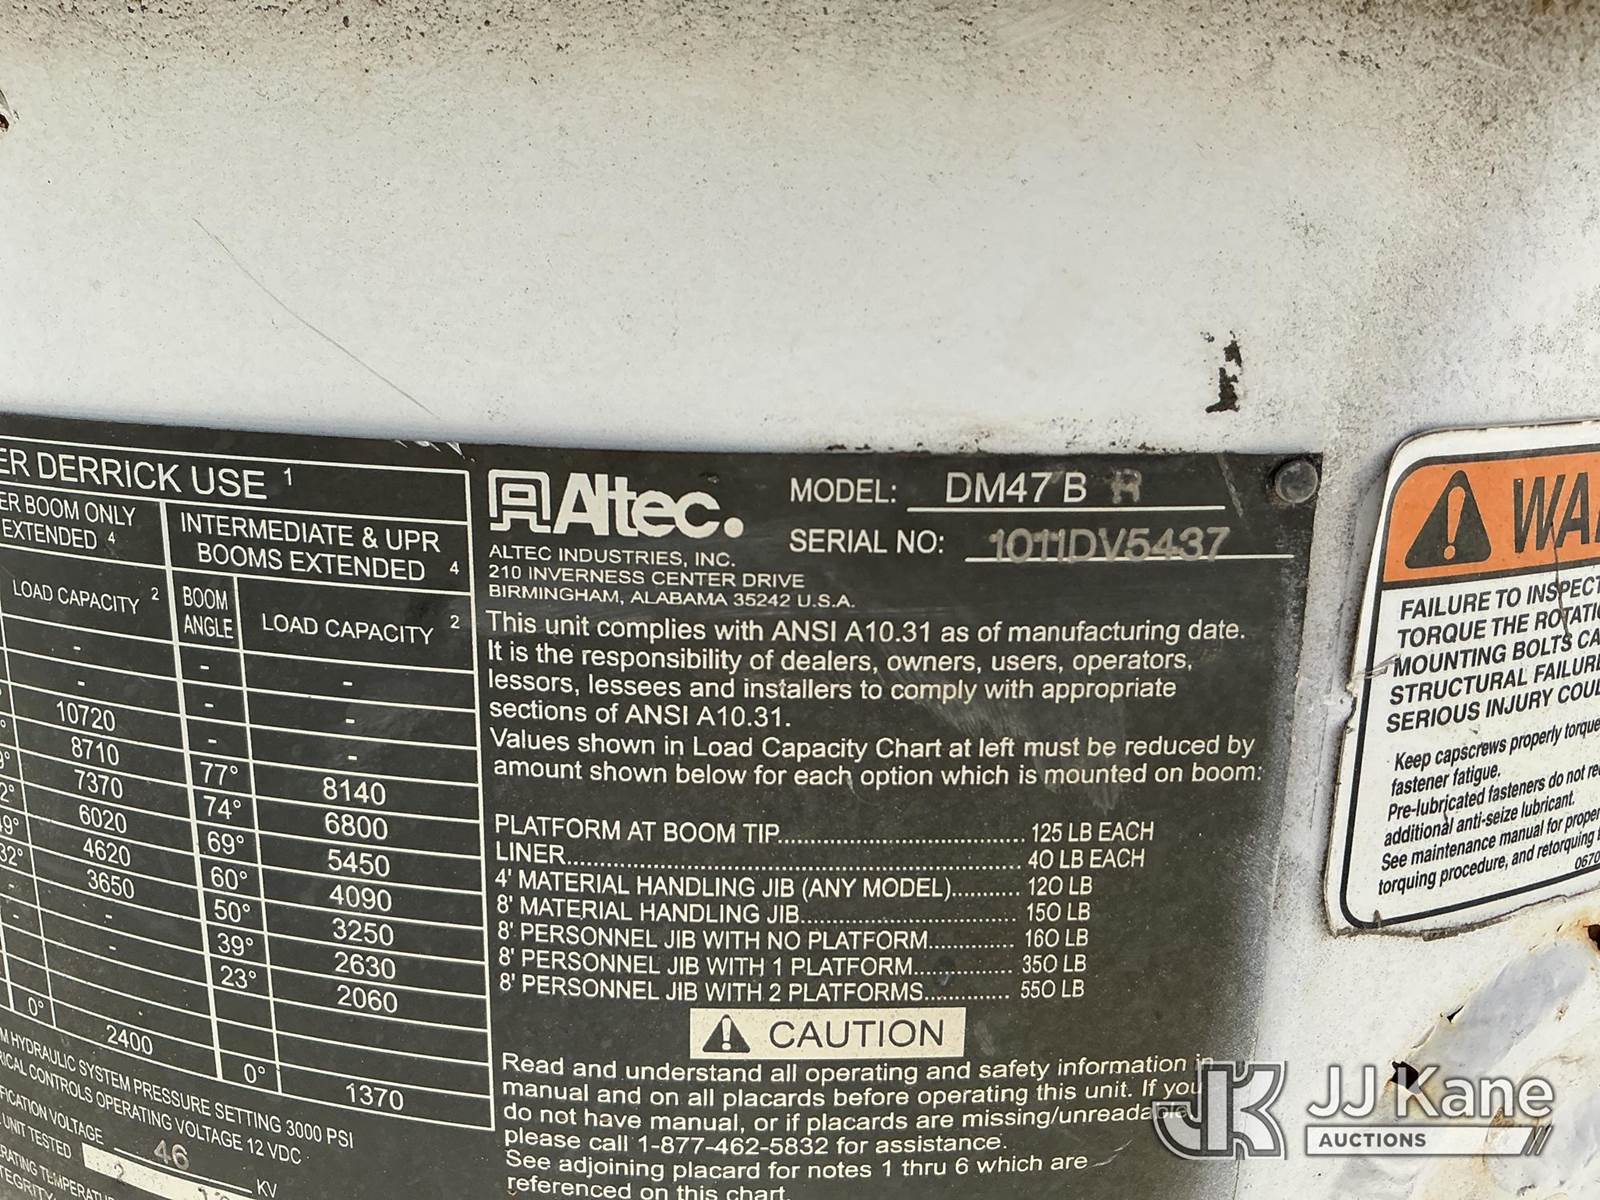 ER DERRICK USE 1
ER BOOM ONLY
EXTENDED 4
INTERMEDIATE & UPR
BOOMS EXTENDED 4
LOAD CAPACITY 2
BOOM
ANGLE
LOAD CAPACITY 2
- - -
- - -
10720 - -
8710 77° 8140
7370 74° 6800
6020 69° 5450
49° 4620 60° 4090
32° 3650 50° 3250
- - 39° 2630
- - 23° 2060
0° 2400
0° 1370
HYDRAULIC SYSTEM PRESSURE SETTING 3000 PSI
CONTROLS OPERATING VOLTAGE 12 VDC
VOLTAGE 46 KV
UNIT TESTED
Altec.
ALTEC INDUSTRIES, INC.
210 INVERNESS CENTER DRIVE
BIRMINGHAM, ALABAMA 35242 U.S.A.
MODEL: DM47 B R
SERIAL NO: 1011DV5437
This unit complies with ANSI A10.31 as of manufacturing date.
It is the responsibility of dealers, owners, users, operators,
lessors, lessees and installers to comply with appropriate
sections of ANSI A10.31.
Values shown in Load Capacity Chart at left must be reduced by
amount shown below for each option which is mounted on boom:
PLATFORM AT BOOM TIP................ 125 LB EACH
LINER................ 40 LB EACH
4' MATERIAL HANDLING JIB (ANY MODEL).......... 120 LB
8' MATERIAL HANDLING JIB................ 150 LB
8' PERSONNEL JIB WITH NO PLATFORM............. 160 LB
8' PERSONNEL JIB WITH 1 PLATFORM................ 350 LB
8' PERSONNEL JIB WITH 2 PLATFORMS............. 550 LB
CAUTION
Read and understand all operating and safety information in
manual and on all placards before operating this unit. If you
do not have manual, or if placards are missing/unreadable
please call 1-877-462-5832 for assistance.
See adjoining placard for notes 1 thru 6 which are
referenced on this chart.
WA
FAILURE TO INSPECT
TORQUE THE ROTATI
MOUNTING BOLTS CA
STRUCTURAL FAILUR
SERIOUS INJURY COUL
Keep capscrews properly torque
fastener fatigue.
Pre-lubricated fasteners do not re
additional anti-seize lubricant.
See maintenance manual for proper
torquing procedure, and retorquing
0670
JK JJ Kane
AUCTIONS